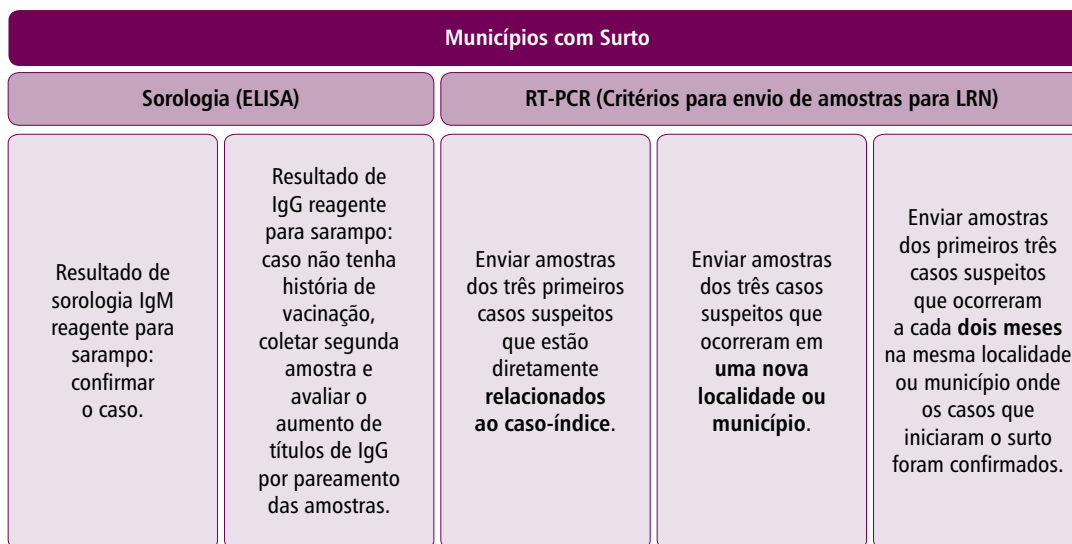 Municípios com Surto
Sorologia (ELISA)
RT-PCR (Critérios para envio de amostras para LRN)
Resultado de
sorologia IgM
reagente para
sarampo:
confirmar
o caso.
Resultado de
IgG reagente
para sarampo:
caso não tenha
história de
vacinação,
coletar segunda
amostra e
avaliar o
aumento de
títulos de IgG
por pareamento
das amostras.
Enviar amostras
dos três primeiros
casos suspeitos
que estão
diretamente
relacionados
ao caso-índice.
Enviar amostras
dos três casos
suspeitos que
ocorreram em
uma nova
localidade ou
município.
Enviar amostras
dos primeiros três
casos suspeitos
que ocorreram
a cada dois meses
na mesma localidade
ou município onde
os casos que
iniciaram o surto
foram confirmados.